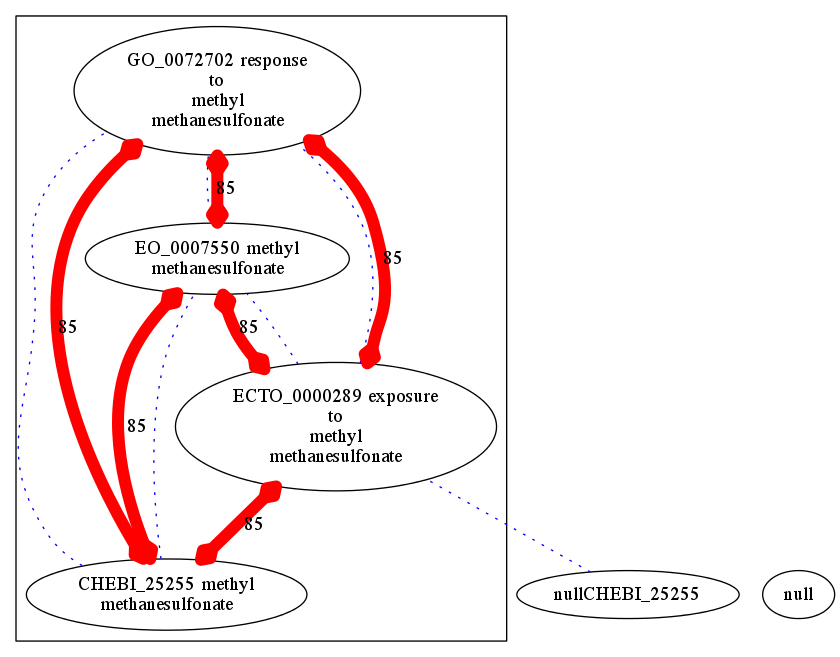 GO_0072702 response
to
methyl
methanesulfonate
85
EO_0007550 methyl
methanesulfonate
85
85
85
ECTO_0000289 exposure
to
methyl
methanesulfonate
85
85
CHEBI_25255 methyl
methanesulfonate
nullCHEBI_25255
null